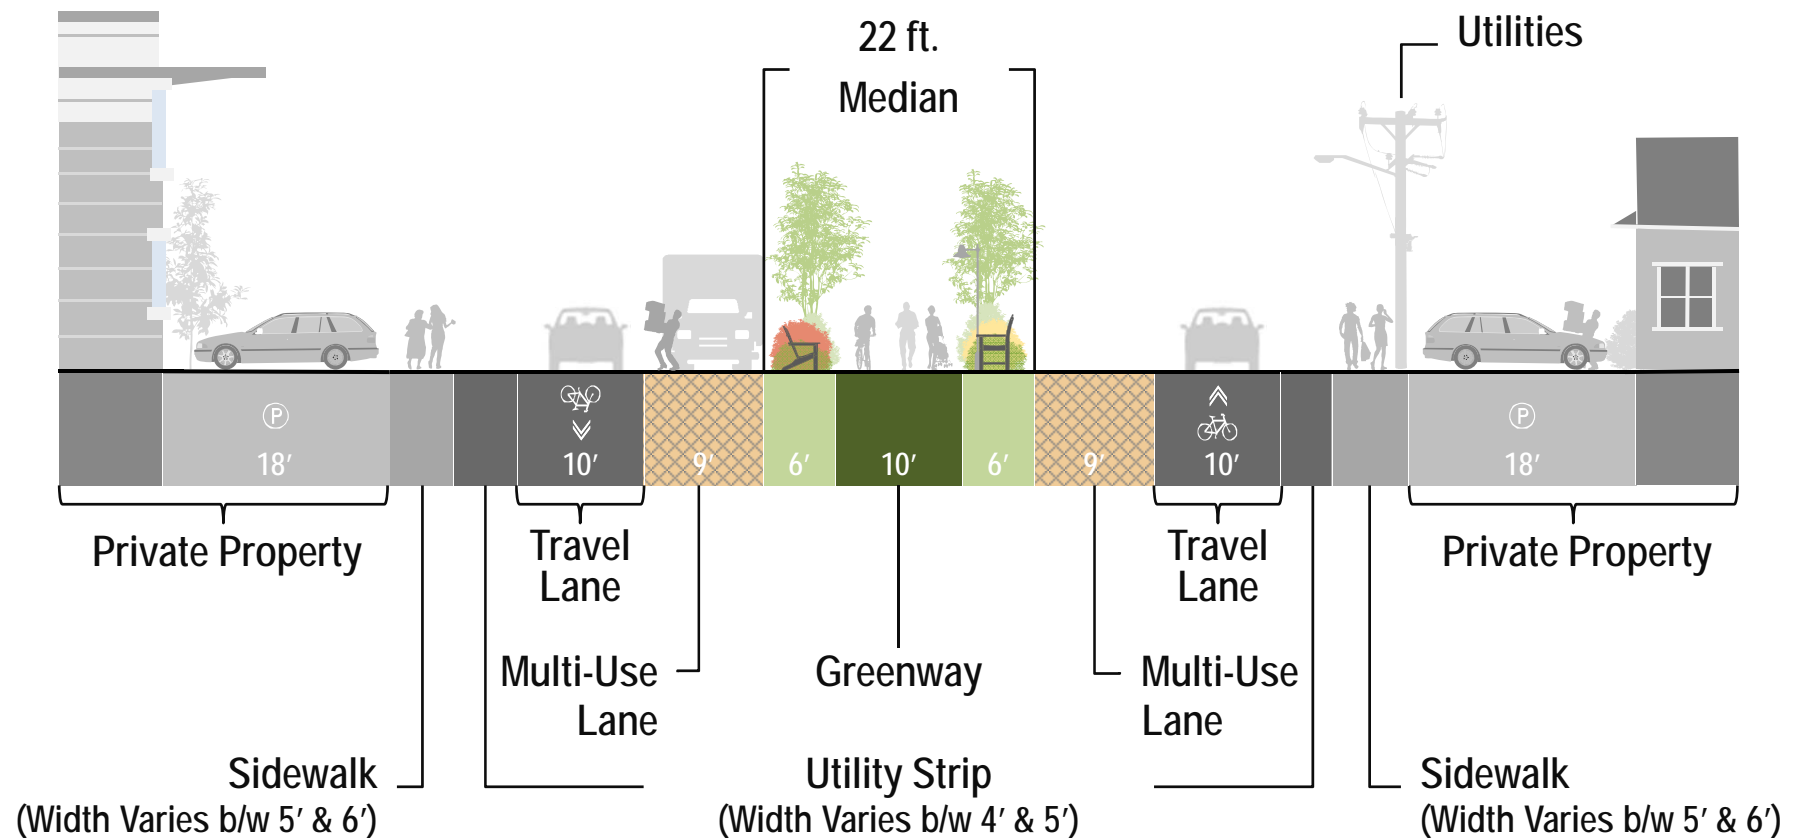 22 ft.
Median
Utilities
P
18′
10′
9′
6′
10′
6′
9′
10′
P
18′
Private Property
Travel
Lane
Travel
Lane
Private Property
Multi-Use
Lane
Greenway
Multi-Use
Lane
Sidewalk
(Width Varies b/w 5′ & 6′)
Utility Strip
(Width Varies b/w 4′ & 5′)
Sidewalk
(Width Varies b/w 5′ & 6′)